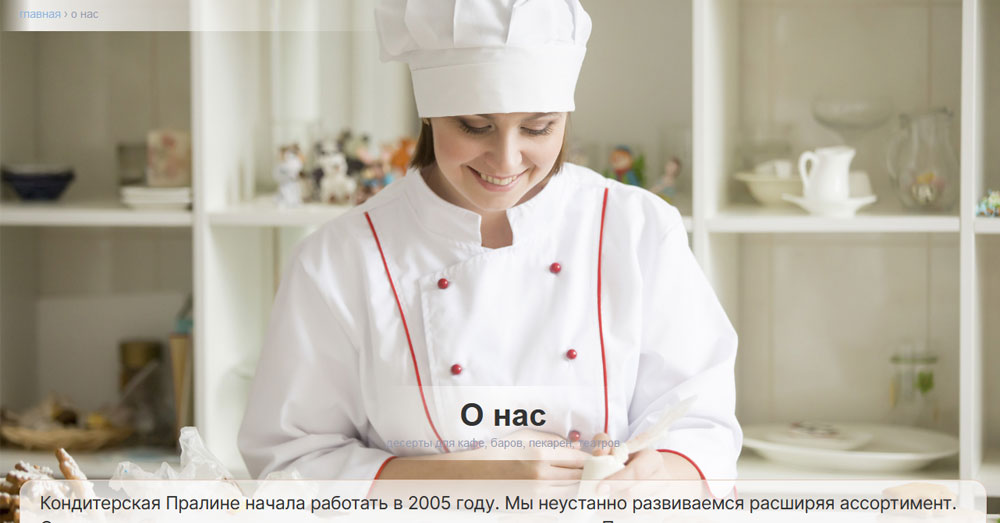 главная › о нас
О нас
десерты для кафе, баров, пекарен, театров
Кондитерская Пралине начала работать в 2005 году. Мы неустанно развиваемся расширяя ассортимент.